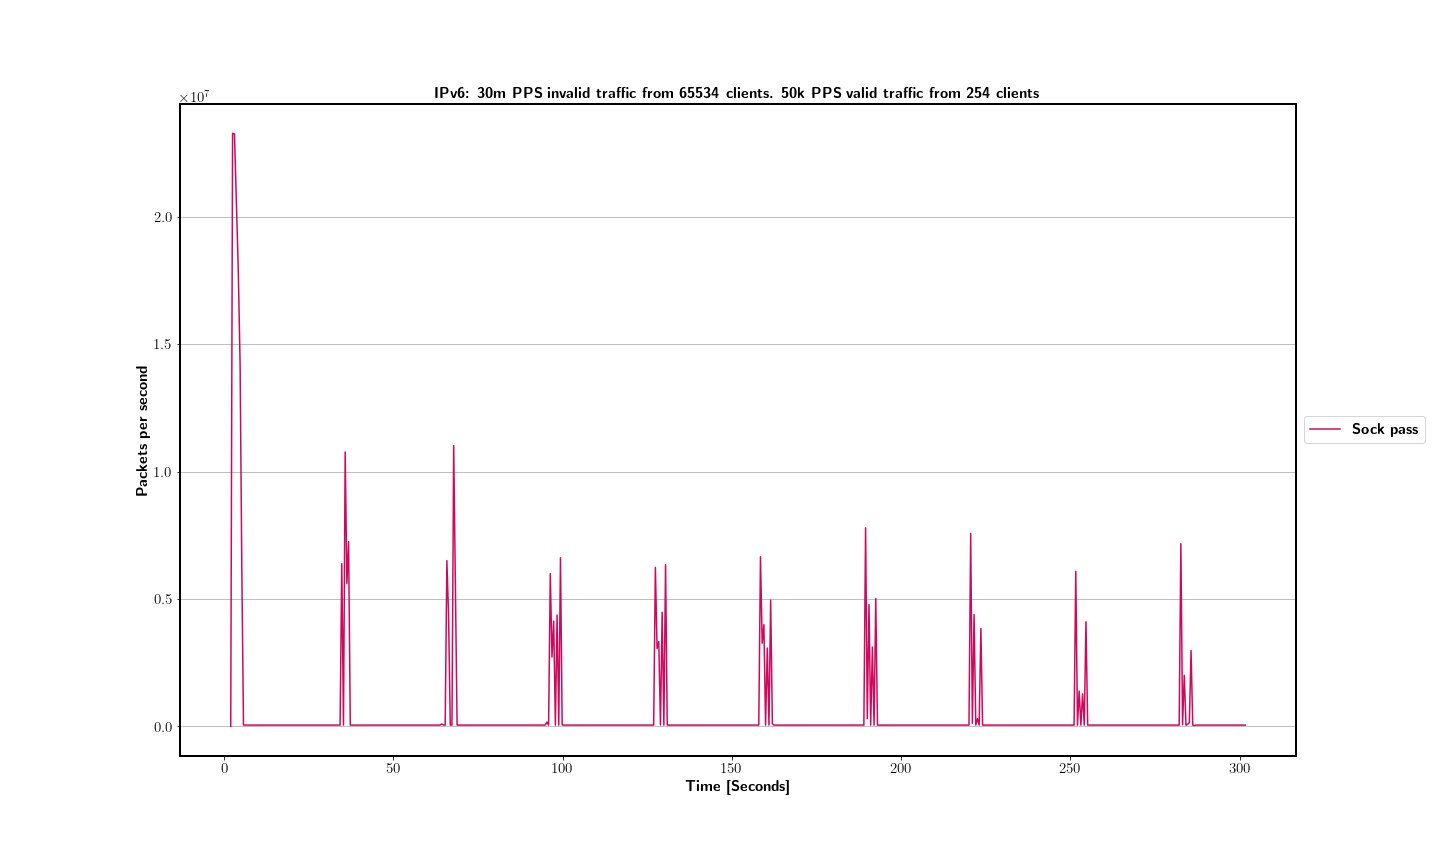 IPv6: 30m PPS invalid traffic from 65534 clients. 50k PPS valid traffic from 254 clients
×10⁷
2.0
1.5
1.0
0.5
0.0
Packets per second
0 50 100 150 200 250 300
Time [Seconds]
Sock pass